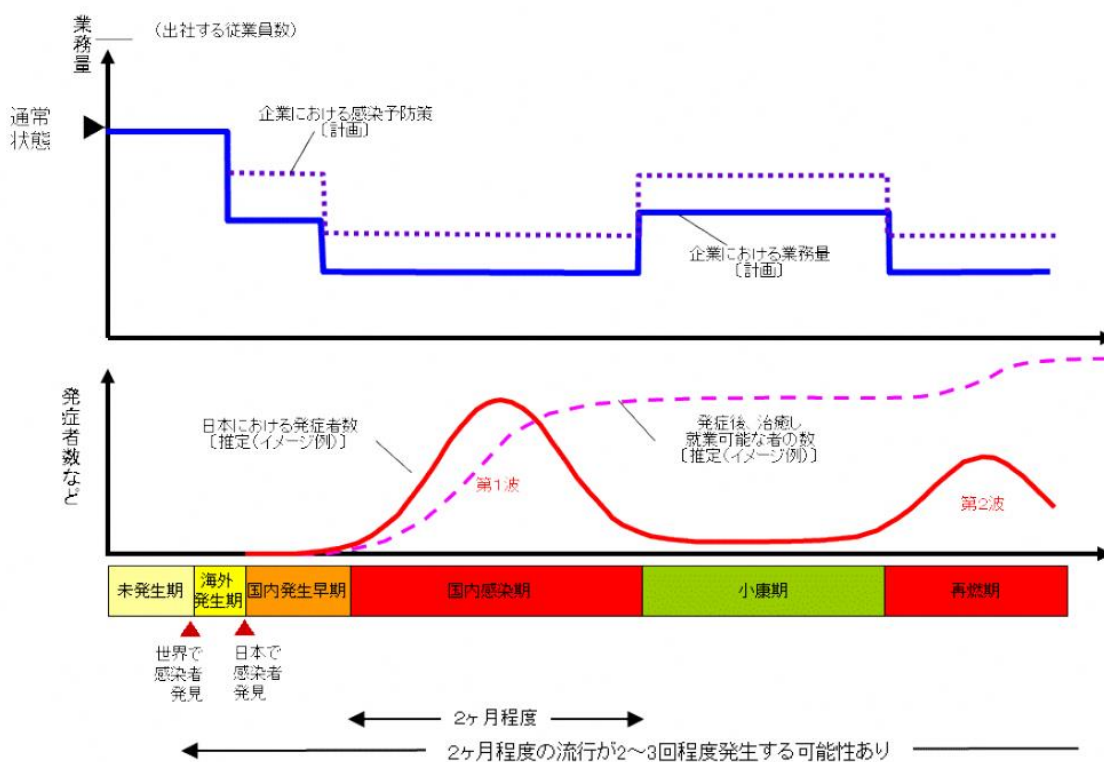 業務量
（出社する従業員数）
通常
状態
企業における感染予防策
〔計画〕
企業における業務量
〔計画〕
発症者数など
日本における発症者数
〔推定（イメージ例）〕
発症後、治癒し
就業可能な者の数
〔推定（イメージ例）〕
第1波
第2波
未発生期
海外
発生期
国内発生早期
国内感染期
小康期
再燃期
世界で
感染者
発見
日本で
感染者
発見
2ヶ月程度
2ヶ月程度の流行が2～3回程度発生する可能性あり